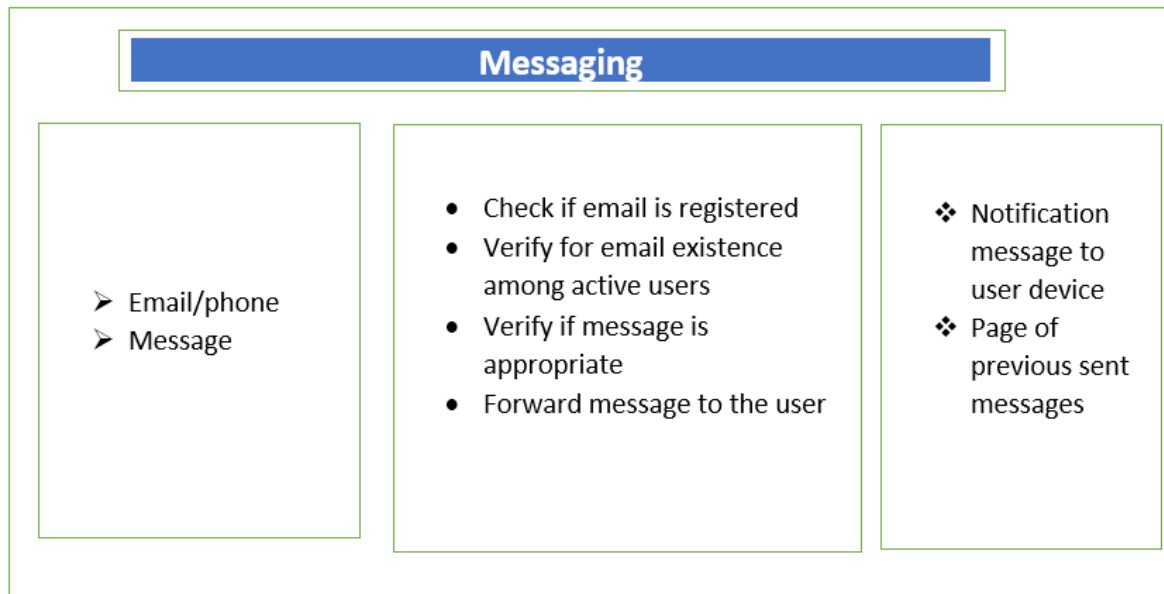 Messaging
➢ Email/phone
➢ Message
● Check if email is registered
● Verify for email existence
among active users
● Verify if message is
appropriate
● Forward message to the user
❖ Notification
message to
user device
❖ Page of
previous sent
messages